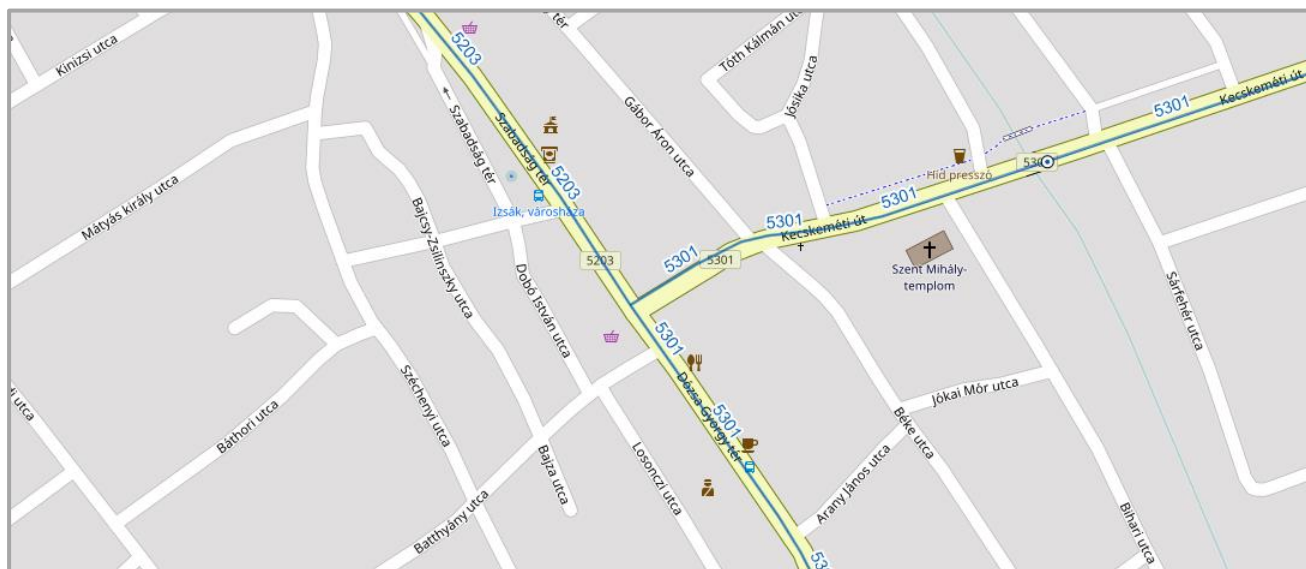 Kinizsi utca
5203
tér
Tóth Kálmán utca
Jósika utca
Kecskeméti út
5301
Gábor Áron utca
Szabadság tér
Szabadság tér
5203
Izsák, városháza
Híd presszó
5301
Mátyás király utca
Bajcsy-Zsilinszky utca
5301
Kecskeméti út
5301
5301
5203
Szent Mihály-
templom
Sárfehér utca
Dobó István utca
5301
Dózsa György tér
5301
Széchenyi utca
Báthori utca
Jókai Mór utca
Béke utca
Losonczi utca
Bajza utca
Arany János utca
Batthyány utca
Bihari utca